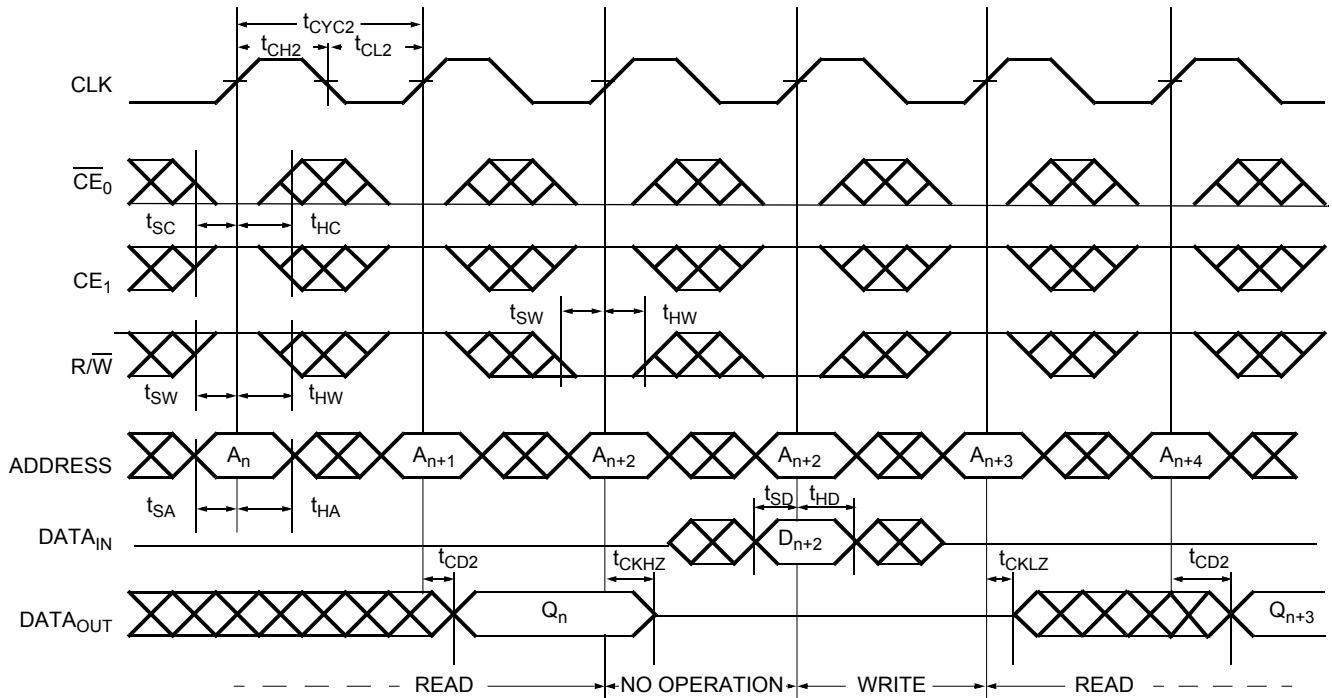 tCYC2
tCH2 tCL2
CLK
CE0
tSC tHC
CE1
tSW tHW
R/W
tSW tHW
ADDRESS An An+1 An+2 An+2 An+3 An+4
tSA tHA tSD tHD
DATAIN Dn+2
tCD2 tCKHZ tCKLZ tCD2
DATAOUT Qn Qn+3
READ NO OPERATION WRITE READ